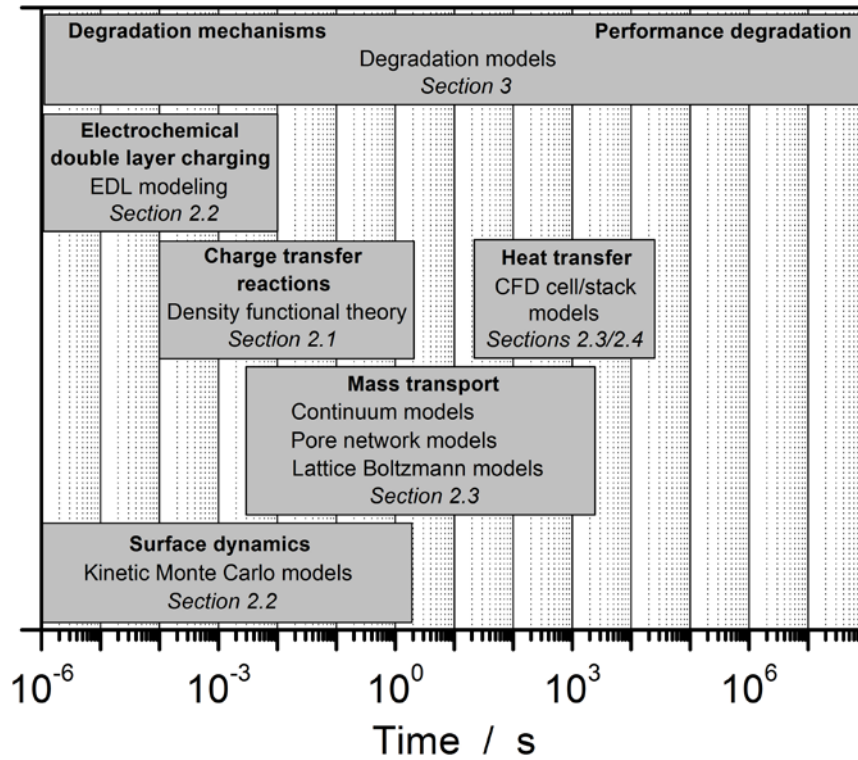 Degradation mechanisms Performance degradation
Degradation models
Section 3
Electrochemical
double layer charging
EDL modeling
Section 2.2
Charge transfer
reactions
Density functional theory
Section 2.1
Heat transfer
CFD cell/stack
models
Sections 2.3/2.4
Mass transport
Continuum models
Pore network models
Lattice Boltzmann models
Section 2.3
Surface dynamics
Kinetic Monte Carlo models
Section 2.2
10⁻⁶ 10⁻³ 10⁰ 10³ 10⁶
Time / s